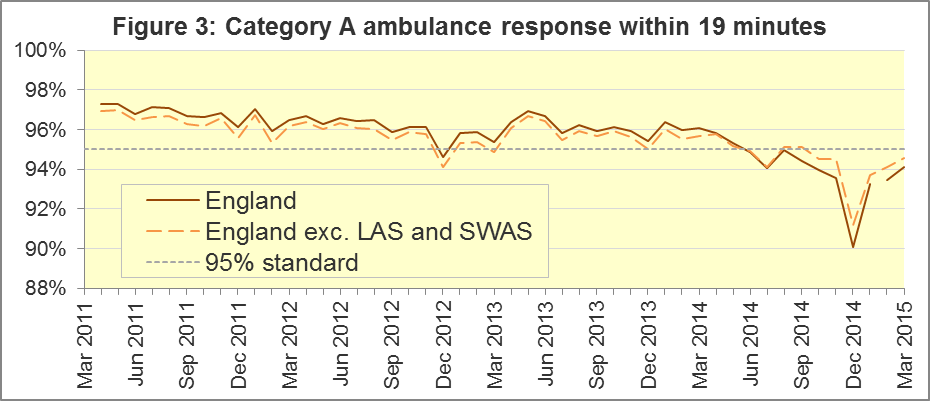 Figure 3: Category A ambulance response within 19 minutes
100%
98%
96%
95%
94%
92%
90%
88%
England
England exc. LAS and SWAS
95% standard
Mar 2011
Jun 2011
Sep 2011
Dec 2011
Mar 2012
Jun 2012
Sep 2012
Dec 2012
Mar 2013
Jun 2013
Sep 2013
Dec 2013
Mar 2014
Jun 2014
Sep 2014
Dec 2014
Mar 2015